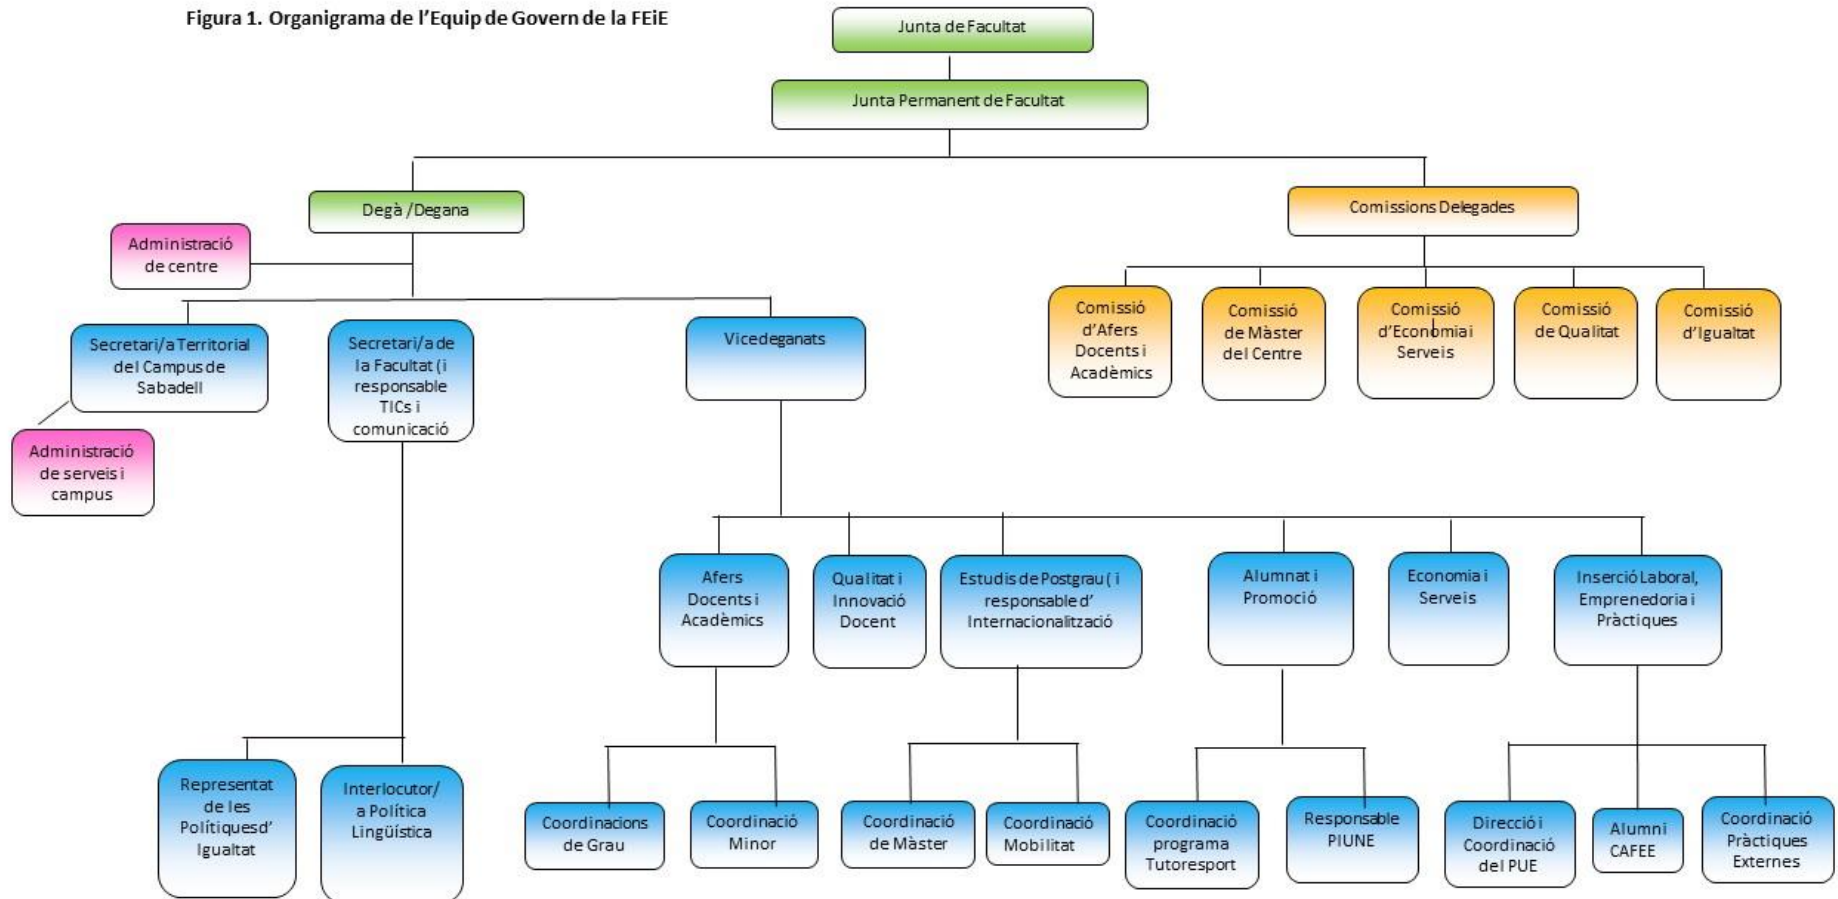 Figura 1. Organigrama de l’Equip de Govern de la FEiE
Junta de Facultat
Junta Permanent de Facultat
Degà /Degana
Comissions Delegades
Administració
de centre
Comissió
d’Afers
Docents i
Acadèmics
Comissió
de Màster
del Centre
Comissió
d’Economia i
Serveis
Comissió
de Qualitat
Comissió
d’Igualtat
Secretari/a Territorial
del Campus de
Sabadell
Secretari/a de
la Facultat (i
responsable
TICs i
comunicació
Vicedeganats
Administració
de serveis i
campus
Afers
Docents i
Acadèmics
Qualitat i
Innovació
Docent
Estudis de Postgrau ( i
responsable d’
Internacionalització
Alumnat i
Promoció
Economia i
Serveis
Inserció Laboral,
Emprenedoria i
Pràctiques
Representat
de les
Polítiques d’
Igualtat
Interlocutor/
a Política
Lingüística
Coordinacions
de Grau
Coordinació
Minor
Coordinació
de Màster
Coordinació
Mobilitat
Coordinació
programa
Tutoresport
Responsable
PIUNE
Direcció i
Coordinació
del PUE
Alumni
CAFEE
Coordinació
Pràctiques
Externes